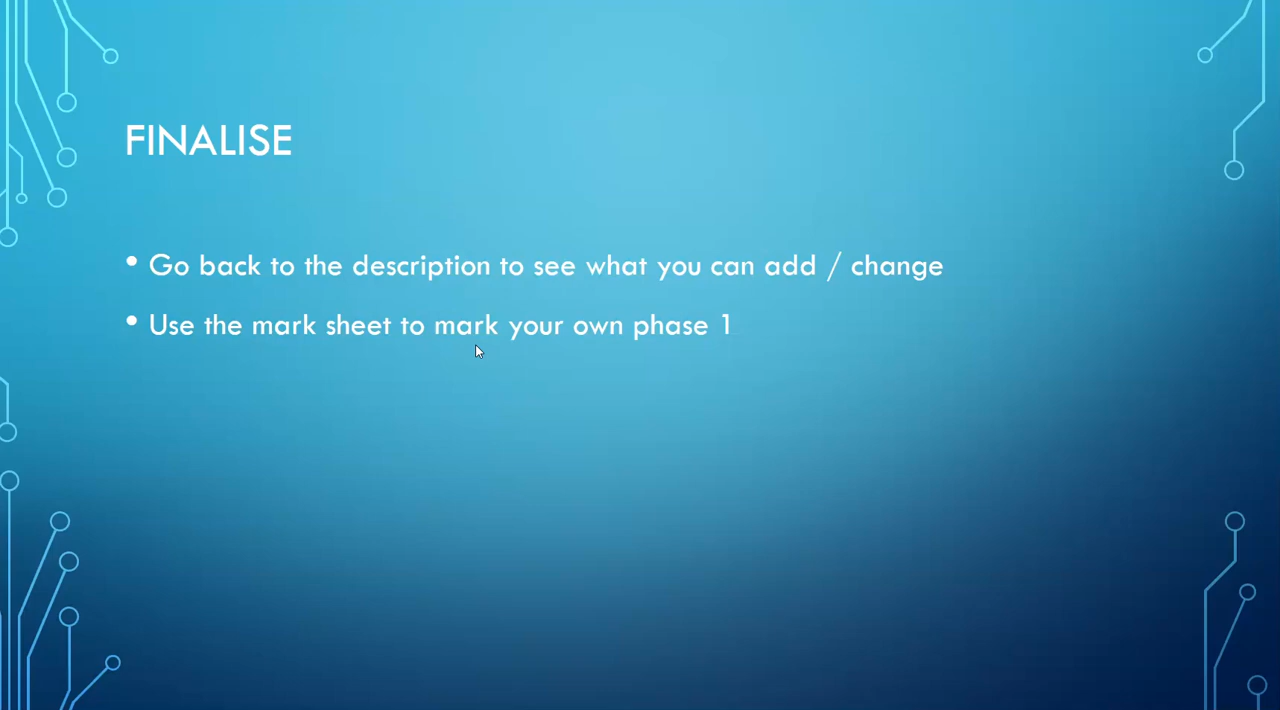 FINALISE
• Go back to the description to see what you can add / change
• Use the mark sheet to mark your own phase 1